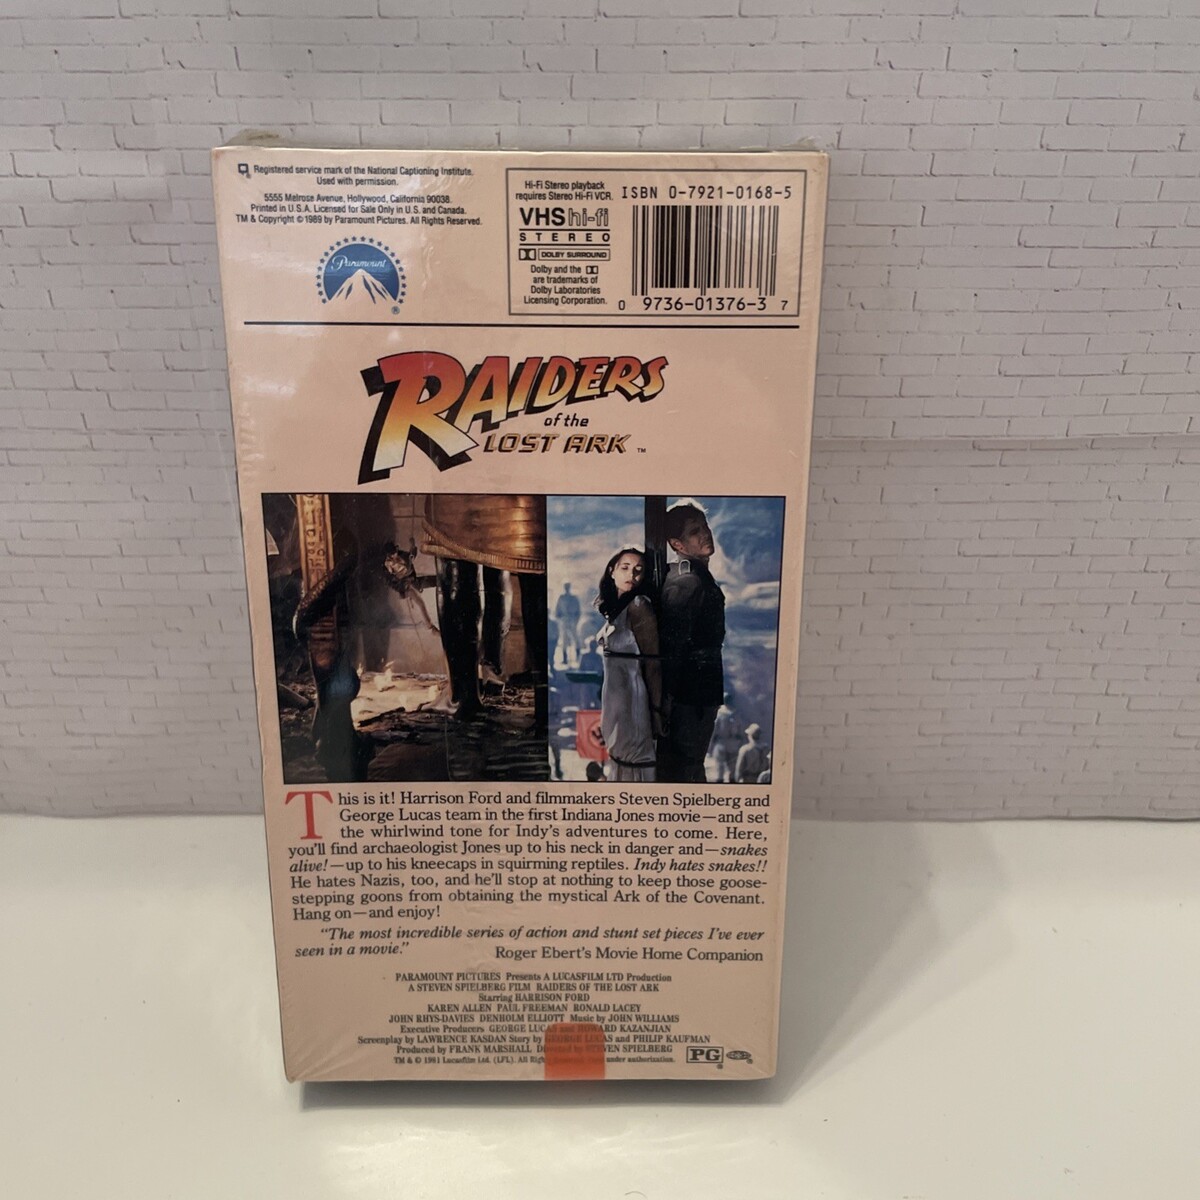 Registered service mark of the National Captioning Institute.
Used with permission.
5555 Melrose Avenue, Hollywood, California 90038.
Printed in U.S.A. Licensed for Sale Only in U.S. and Canada.
TM & Copyright © 1989 by Paramount Pictures. All Rights Reserved.
Paramount
®
Hi-Fi Stereo playback
requires Stereo Hi-Fi VCR.
VHS hi-fi
STEREO
DOLBY SURROUND
Dolby and the
are trademarks of
Dolby Laboratories
Licensing Corporation.
ISBN 0-7921-0168-5
0 9736-01376-3 7
RAIDERS
of the
LOST ARK ™
This is it! Harrison Ford and filmmakers Steven Spielberg and
George Lucas team in the first Indiana Jones movie—and set
the whirlwind tone for Indy's adventures to come. Here,
you'll find archaeologist Jones up to his neck in danger and—snakes
alive!—up to his kneecaps in squirming reptiles. Indy hates snakes!!
He hates Nazis, too, and he'll stop at nothing to keep those goose-
stepping goons from obtaining the mystical Ark of the Covenant.
Hang on—and enjoy!
"The most incredible series of action and stunt set pieces I've ever
seen in a movie."
Roger Ebert's Movie Home Companion
PARAMOUNT PICTURES Presents A LUCASFILM LTD Production
A STEVEN SPIELBERG FILM RAIDERS OF THE LOST ARK
Starring HARRISON FORD
KAREN ALLEN PAUL FREEMAN RONALD LACEY
JOHN RHYS-DAVIES DENHOLM ELLIOTT Music by JOHN WILLIAMS
Executive Producers GEORGE LUCAS and HOWARD KAZANJIAN
Screenplay by LAWRENCE KASDAN Story by GEORGE LUCAS and PHILIP KAUFMAN
Produced by FRANK MARSHALL Directed by STEVEN SPIELBERG
TM & © 1981 Lucasfilm Ltd. (LFL). All under authorization.
PG